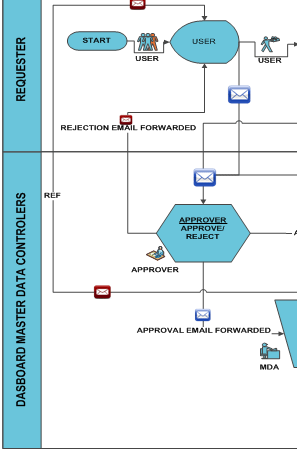 REQUESTER
START
USER
USER
USER
REJECTION EMAIL FORWARDED
DASBOARD MASTER DATA CONTROLLERS
REF
APPROVER
APPROVE/
REJECT
A
APPROVER
APPROVAL EMAIL FORWARDED
MDA